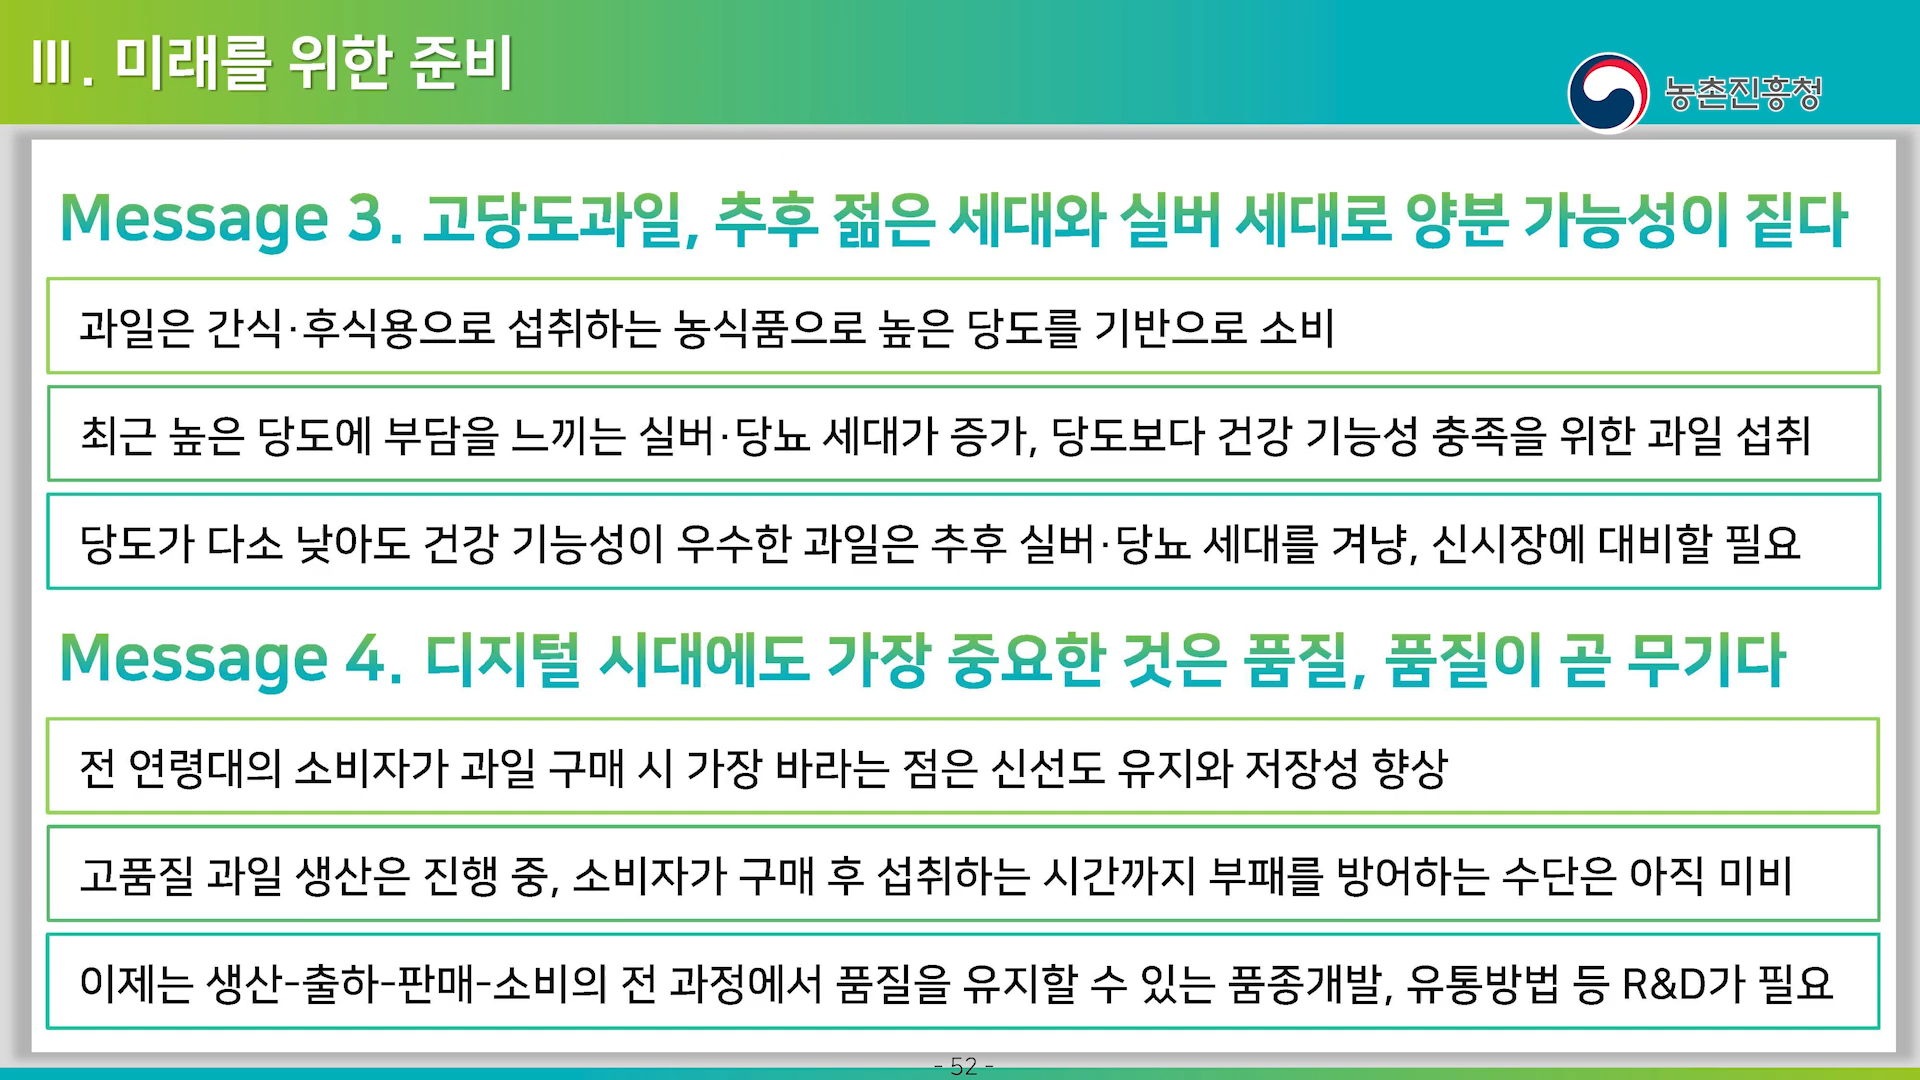 Ⅲ. 미래를 위한 준비
농촌진흥청
Message 3. 고당도과일, 추후 젊은 세대와 실버 세대로 양분 가능성이 짙다
과일은 간식·후식용으로 섭취하는 농식품으로 높은 당도를 기반으로 소비
최근 높은 당도에 부담을 느끼는 실버·당뇨 세대가 증가, 당도보다 건강 기능성 충족을 위한 과일 섭취
당도가 다소 낮아도 건강 기능성이 우수한 과일은 추후 실버·당뇨 세대를 겨냥, 신시장에 대비할 필요
Message 4. 디지털 시대에도 가장 중요한 것은 품질, 품질이 곧 무기다
전 연령대의 소비자가 과일 구매 시 가장 바라는 점은 신선도 유지와 저장성 향상
고품질 과일 생산은 진행 중, 소비자가 구매 후 섭취하는 시간까지 부패를 방어하는 수단은 아직 미비
이제는 생산-출하-판매-소비의 전 과정에서 품질을 유지할 수 있는 품종개발, 유통방법 등 R&D가 필요
- 52 -